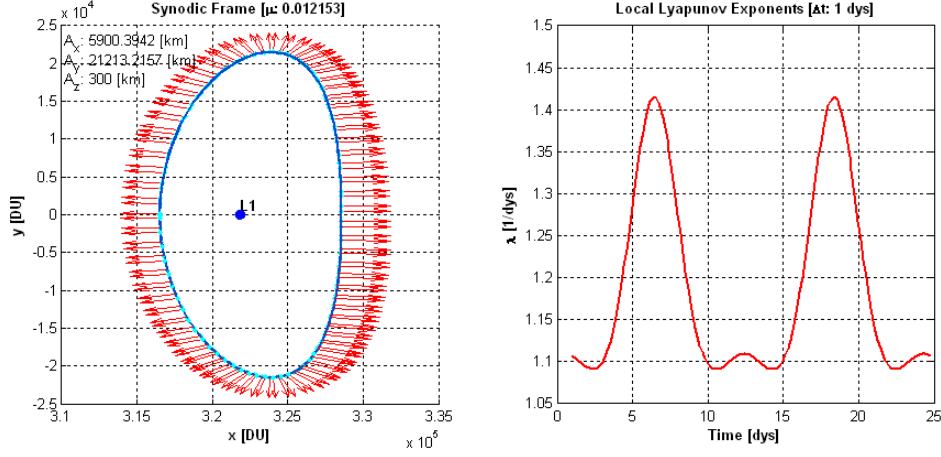 Synodic Frame [μ: 0.012153]
x 10⁴
A_x: 5900.3942 [km]
A_y: 21213.2157 [km]
A_z: 300 [km]
2.5
2
1.5
1
0.5
0
-0.5
-1
-1.5
-2
-2.5
y [DU]
L1
3.1
3.15
3.2
3.25
3.3
3.35
x [DU]
x 10⁵
Local Lyapunov Exponents [Δt: 1 dys]
1.5
1.45
1.4
1.35
1.3
1.25
1.2
1.15
1.1
1.05
λ [1/dys]
0
5
10
15
20
25
Time [dys]